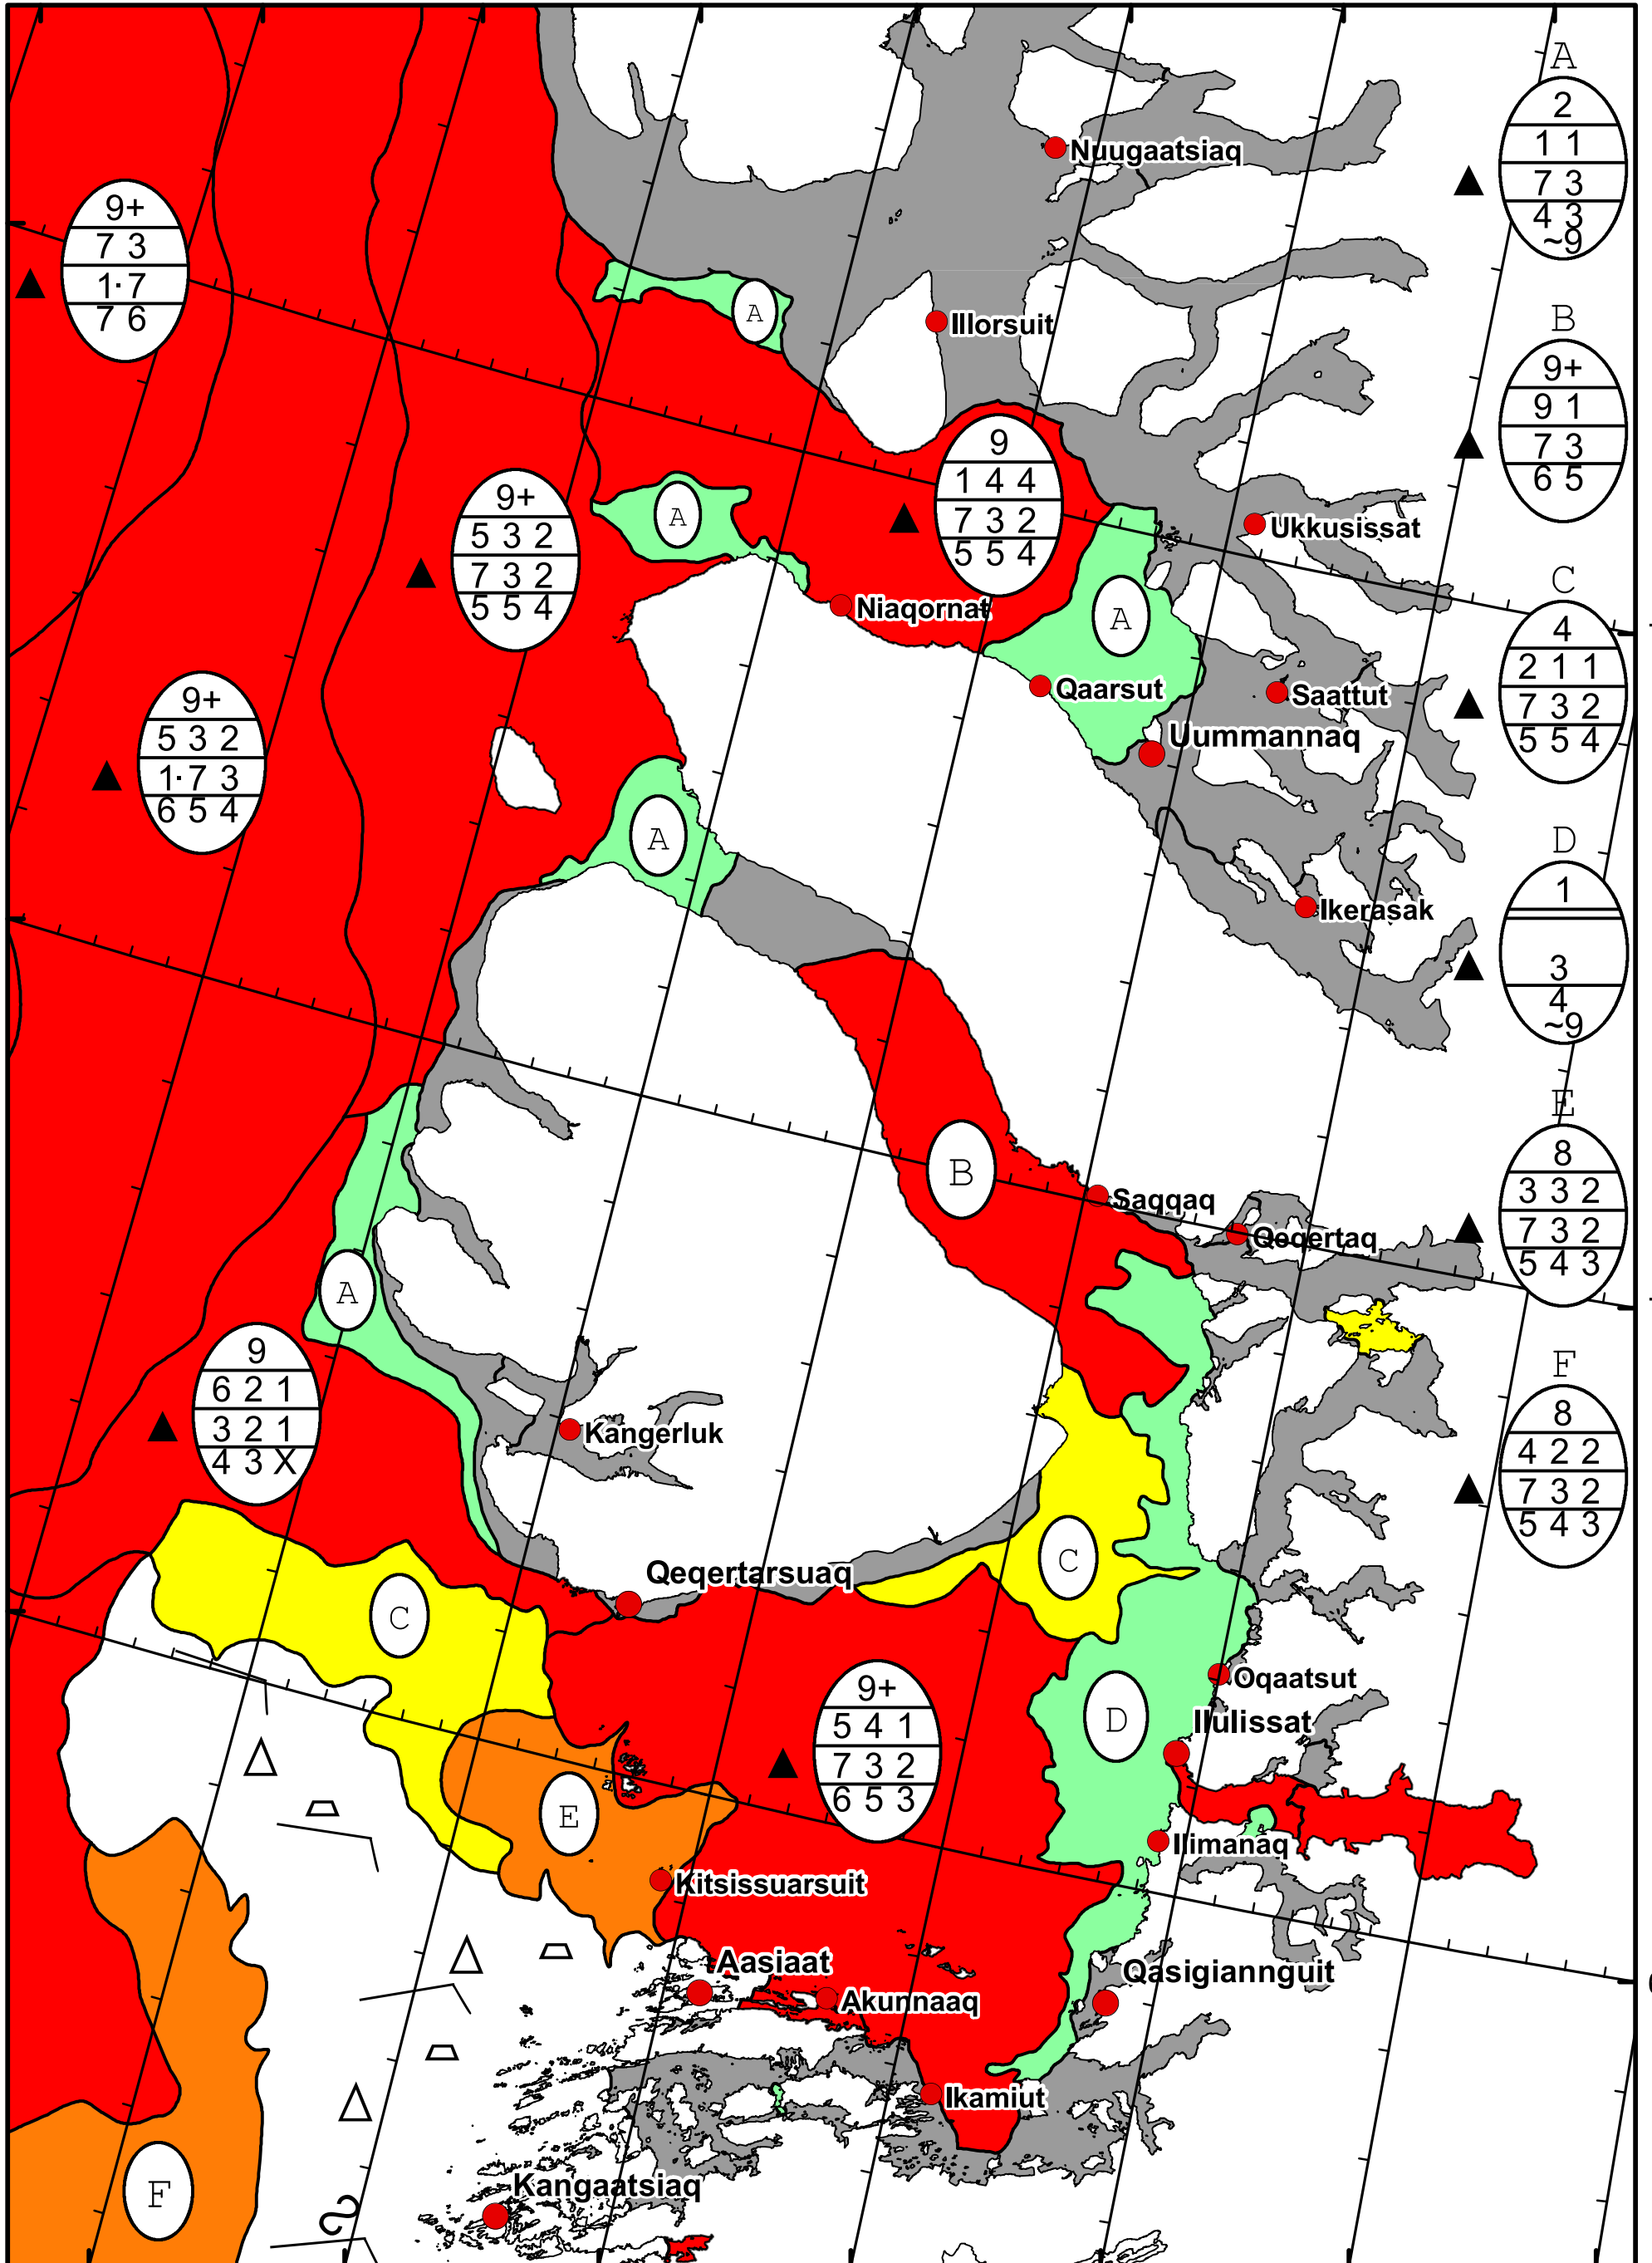 A
2
1 1
7 3
4 3
~9
Nuugaatsiaq
9+
7 3
1·7
7 6
A
Illorsuit
B
9+
9 1
7 3
6 5
9
1 4 4
7 3 2
5 5 4
9+
5 3 2
7 3 2
5 5 4
A
Ukkusissat
Niaqornat
A
C
4
2 1 1
7 3 2
5 5 4
Qaarsut
Saattut
Uummannaq
9+
5 3 2
1·7 3
6 5 4
A
D
1
3
4
~9
Ikerasak
B
Saqqaq
Qeqertaq
E
8
3 3 2
7 3 2
5 4 3
A
9
6 2 1
3 2 1
4 3 X
Kangerluk
F
8
4 2 2
7 3 2
5 4 3
C
Qeqertarsuaq
C
Oqaatsut
D
Ilulissat
9+
5 4 1
7 3 2
6 5 3
E
Ilimanaq
Kitsissuarsuit
Aasiaat
Qasigiannguit
Akunnaaq
Ikamiut
F
Kangaatsiaq